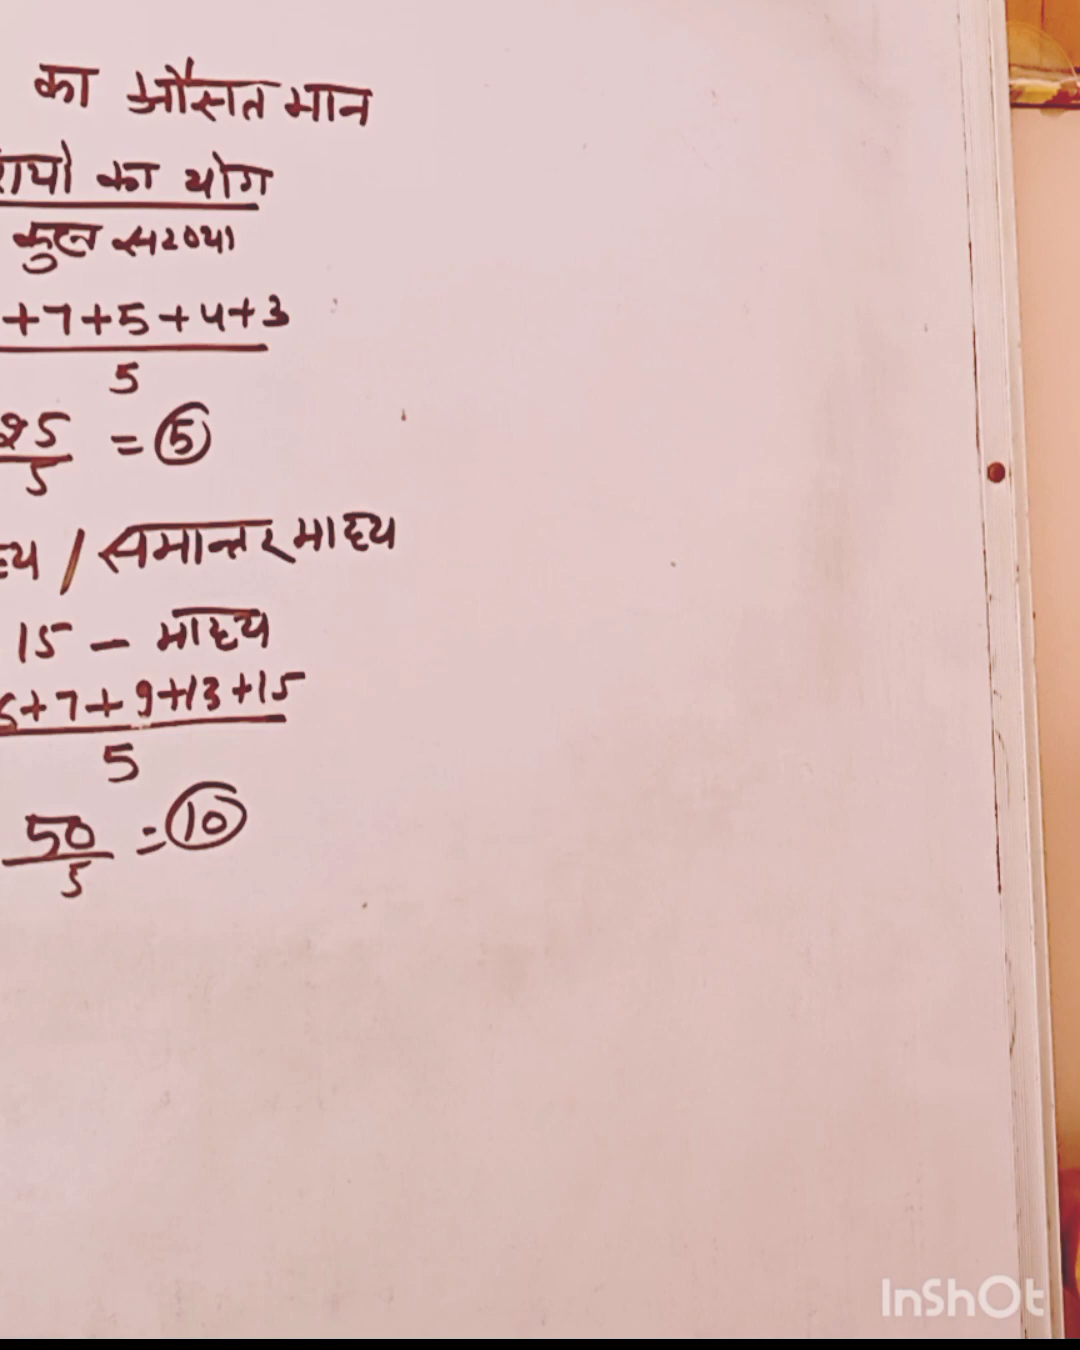 का औसत मान
का योग
कुल संख्या
+7+5+4+3
5
25
5
= 5
/ समान्तर माध्य
15 - माध्य
+7+9+13+15
5
50
5
= 10
InShOt